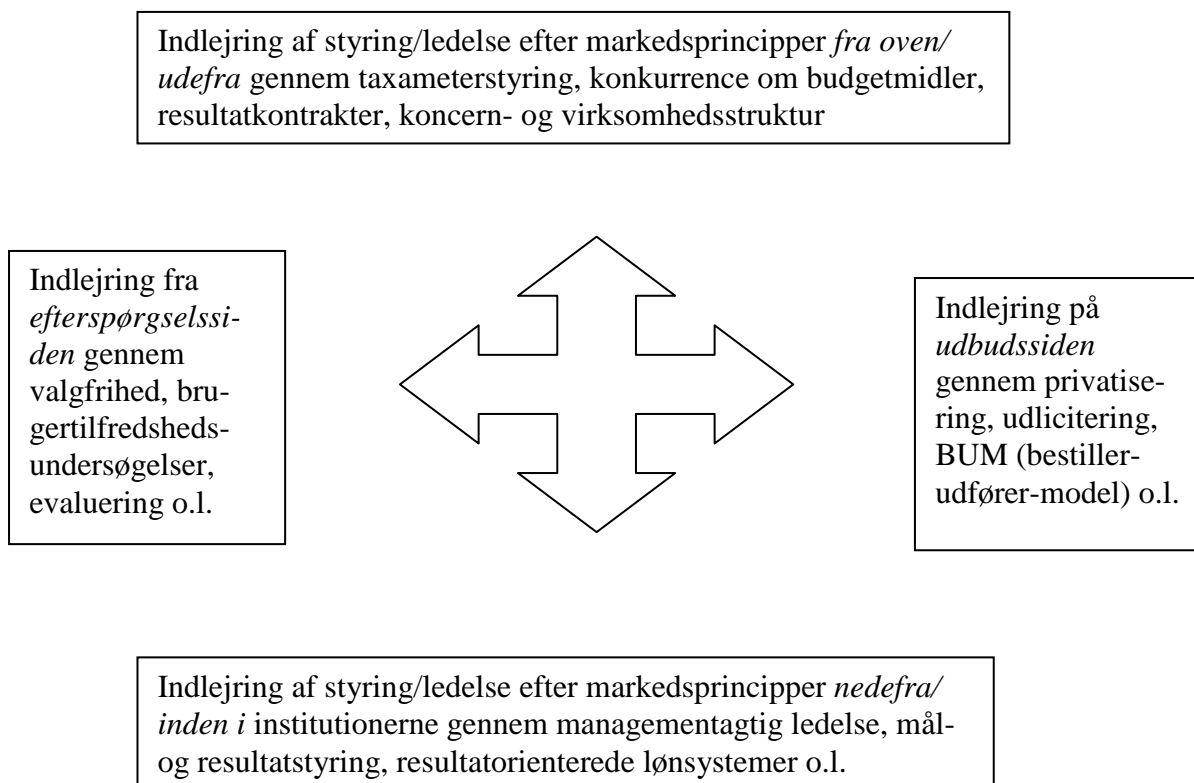 Indlejring af styring/ledelse efter markedsprincipper fra oven/
udefra gennem taxameterstyring, konkurrence om budgetmidler,
resultatkontrakter, koncern- og virksomhedsstruktur
Indlejring fra
efterspørgselssi-
den gennem
valgfrihed, bru-
gertilfredsheds-
undersøgelser,
evaluering o.l.
Indlejring på
udbudssiden
gennem privatise-
ring, udlicitering,
BUM (bestiller-
udfører-model) o.l.
Indlejring af styring/ledelse efter markedsprincipper nedefra/
inden i institutionerne gennem managementagtig ledelse, mål-
og resultatstyring, resultatorienterede lønsystemer o.l.